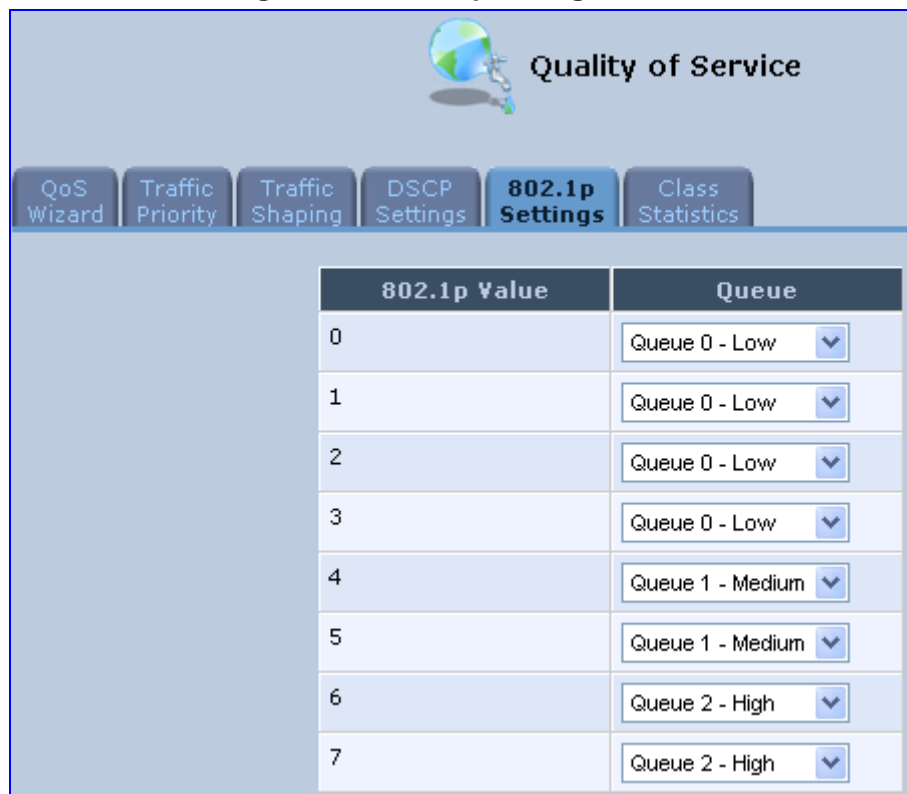 Quality of Service
QoS Wizard
Traffic Priority
Traffic Shaping
DSCP Settings
802.1p Settings
Class Statistics
802.1p Value Queue
0 Queue 0 - Low
1 Queue 0 - Low
2 Queue 0 - Low
3 Queue 0 - Low
4 Queue 1 - Medium
5 Queue 1 - Medium
6 Queue 2 - High
7 Queue 2 - High